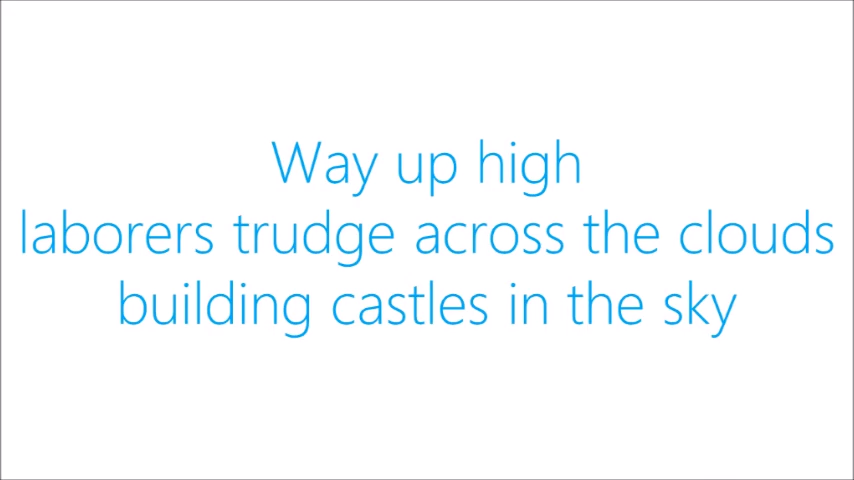 Way up high
laborers trudge across the clouds
building castles in the sky